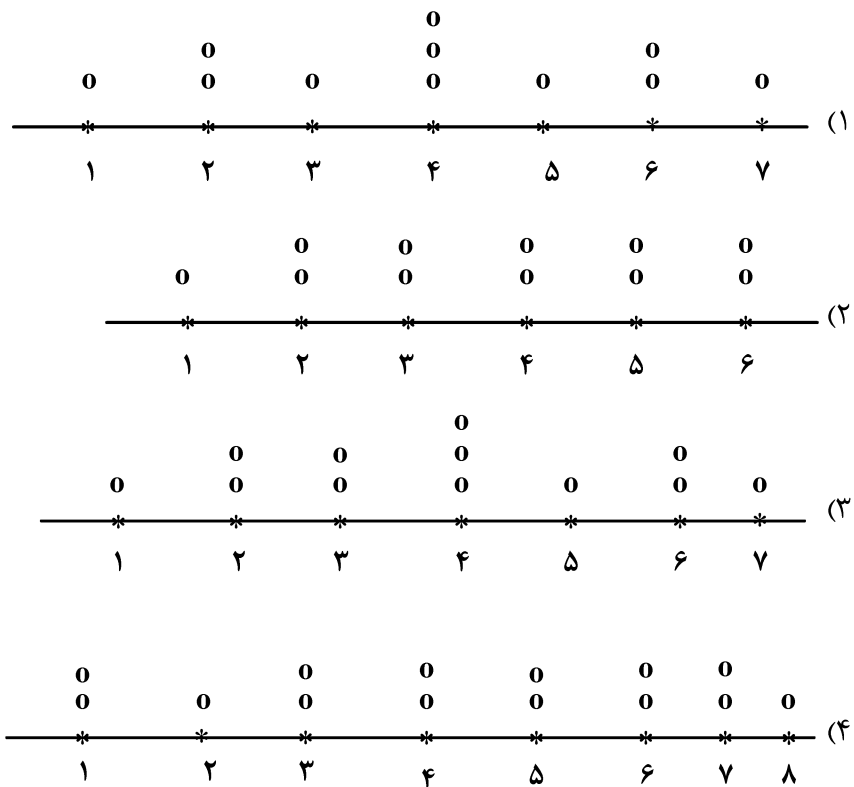 ۱)
۱ ۲ ۳ ۴ ۵ ۶ ۷
۲)
۱ ۲ ۳ ۴ ۵ ۶
۳)
۱ ۲ ۳ ۴ ۵ ۶ ۷
۴)
۱ ۲ ۳ ۴ ۵ ۶ ۷ ۸